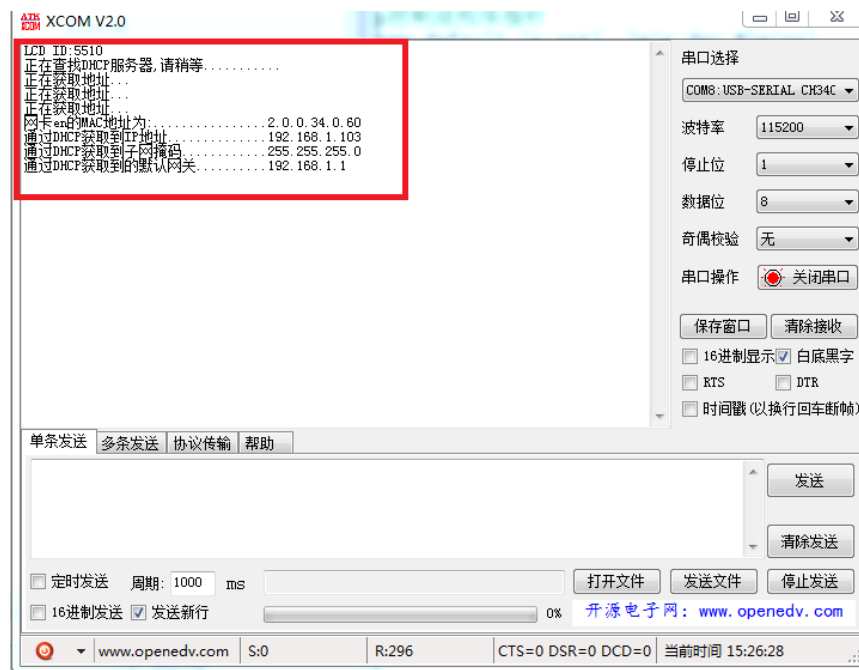 XCOM V2.0
LCD ID:5510
正在查找DHCP服务器,请稍等...........
正在获取地址...
正在获取地址...
正在获取地址...
网卡en的MAC地址为:................2.0.0.34.0.60
通过DHCP获取到IP地址..............192.168.1.103
通过DHCP获取到子网掩码............255.255.255.0
通过DHCP获取到的默认网关..........192.168.1.1
串口选择
COM8:USB-SERIAL CH34C
波特率 115200
停止位 1
数据位 8
奇偶校验 无
串口操作 关闭串口
保存窗口 清除接收
16进制显示 白底黑字
RTS DTR
时间戳(以换行回车断帧)
单条发送 多条发送 协议传输 帮助
发送
清除发送
定时发送 周期: 1000 ms 打开文件 发送文件 停止发送
16进制发送 发送新行 0% 开源电子网: www.openedv.com
www.openedv.com S:0 R:296 CTS=0 DSR=0 DCD=0 当前时间 15:26:28